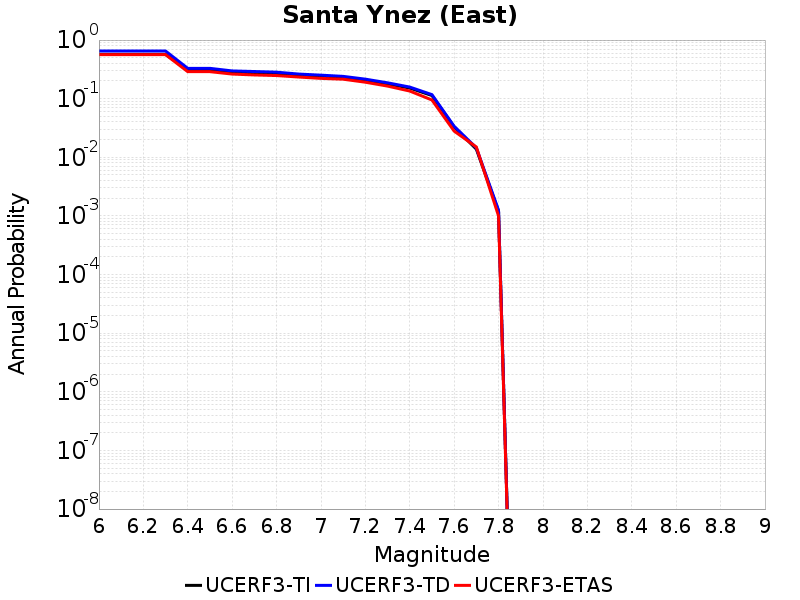 Santa Ynez (East)
Annual Probability
10^0
10^-1
10^-2
10^-3
10^-4
10^-5
10^-6
10^-7
10^-8
6 6.2 6.4 6.6 6.8 7 7.2 7.4 7.6 7.8 8 8.2 8.4 8.6 8.8 9
Magnitude
UCERF3-TI UCERF3-TD UCERF3-ETAS